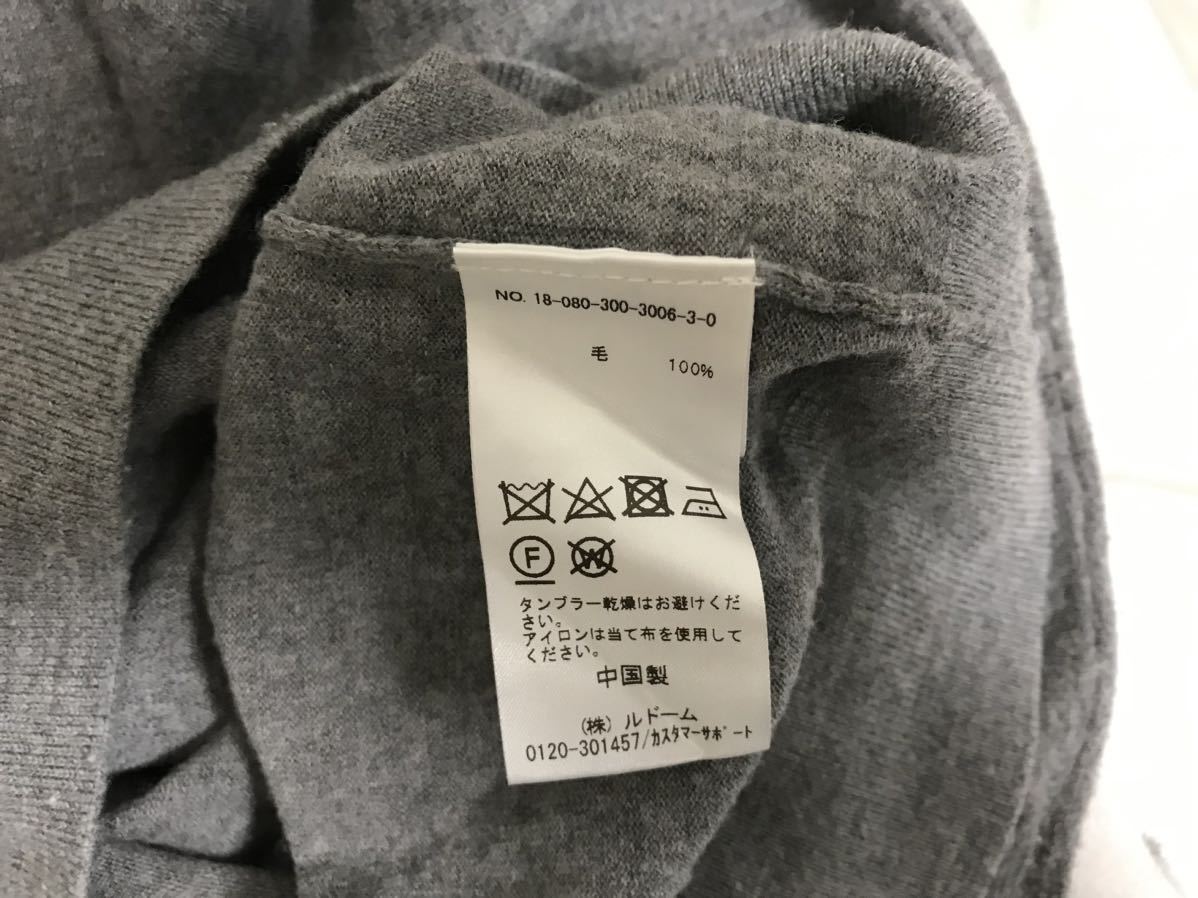 NO. 18-080-300-3006-3-0
毛 100%
F W
タンブラー乾燥はお避けくだ
さい。
アイロンは当て布を使用して
ください。
中国製
(株) ルドーム
0120-301457/カスタマーサポート